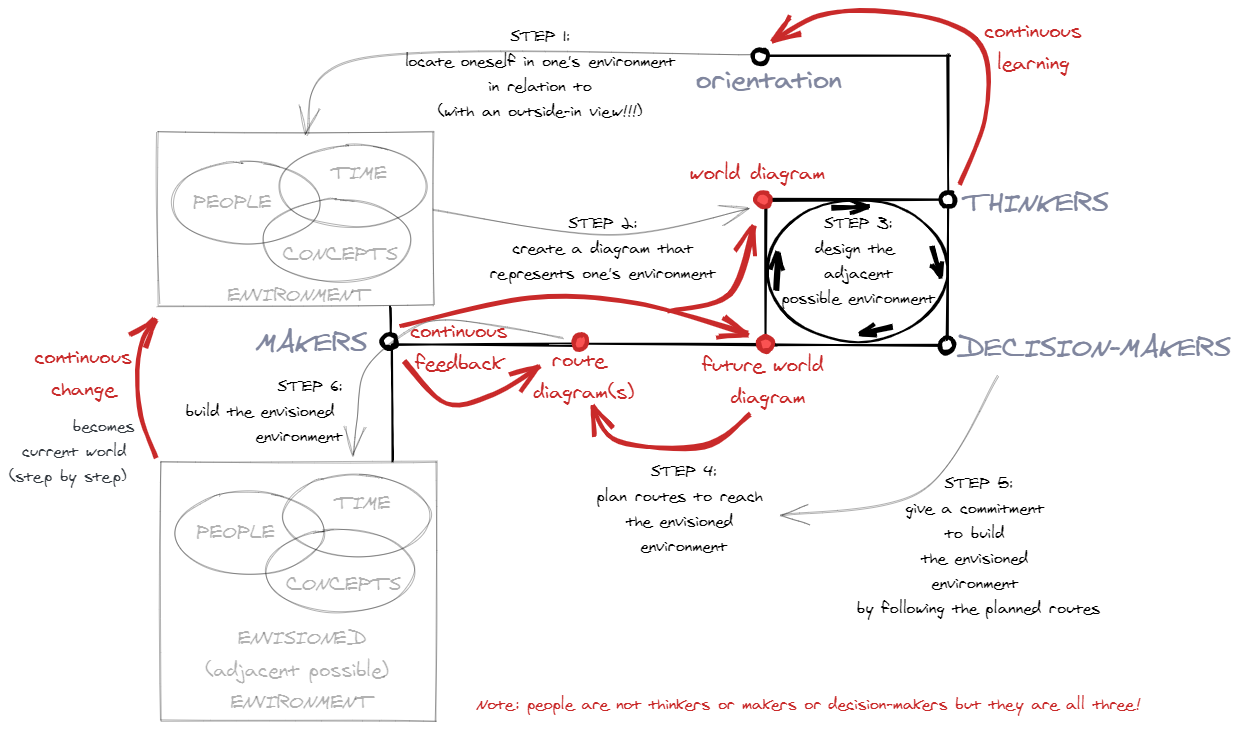 STEP 1:
locate oneself in one's environment
in relation to
(with an outside-in view!!!)
orientation
continuous
learning
PEOPLE
TIME
CONCEPTS
ENVIRONMENT
world diagram
THINKERS
STEP 2:
create a diagram that
represents one's environment
STEP 3:
design the
adjacent
possible environment
MAKERS
continuous
feedback
route
diagram(s)
future world
diagram
DECISION-MAKERS
continuous
change
becomes
current world
(step by step)
STEP 6:
build the envisioned
environment
STEP 4:
plan routes to reach
the envisioned
environment
STEP 5:
give a commitment
to build
the envisioned
environment
by following the planned routes
PEOPLE
TIME
CONCEPTS
ENVISIONED
(adjacent possible)
ENVIRONMENT
Note: people are not thinkers or makers or decision-makers but they are all three!